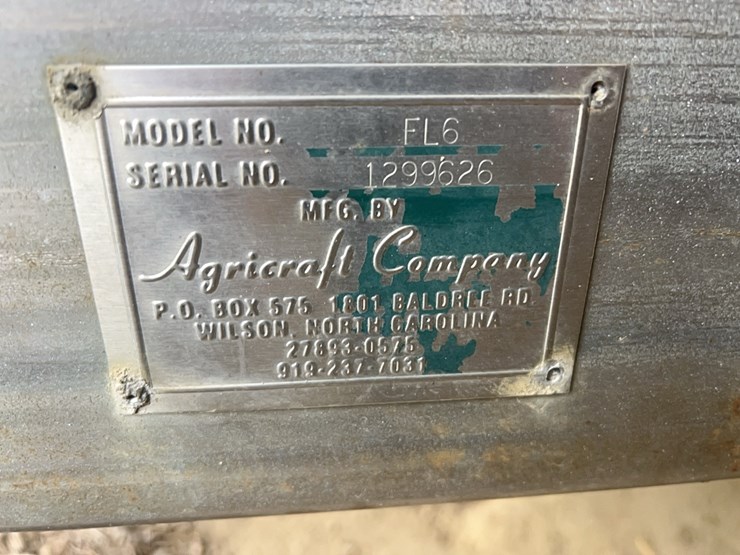 MODEL NO. FL6
SERIAL NO. 1299626
MFG. BY
Agricraft Company
P.O. BOX 575 1801 BALDREE RD.
WILSON, NORTH CAROLINA
27893-0575
919-237-7031